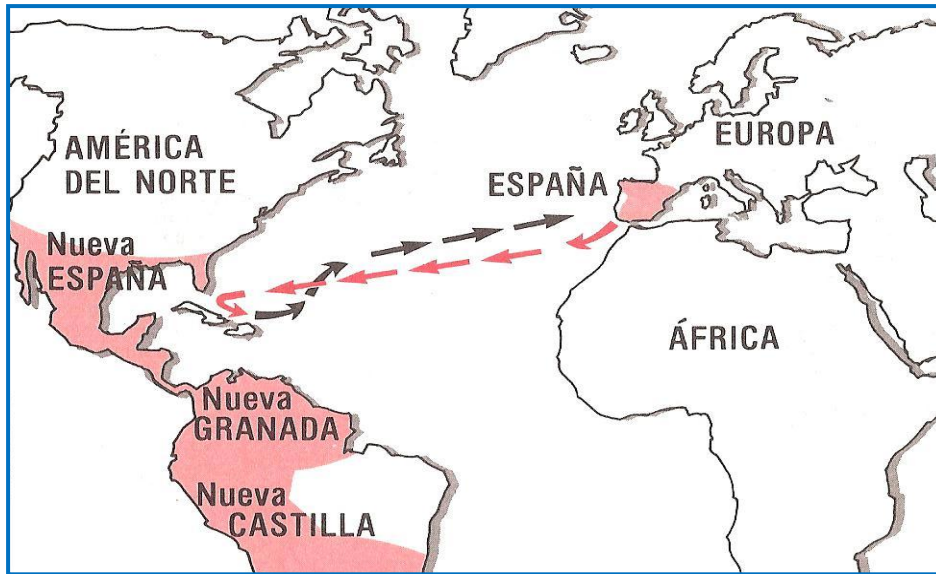 AMÉRICA
DEL NORTE
EUROPA
ESPAÑA
Nueva
ESPAÑA
ÁFRICA
Nueva
GRANADA
Nueva
CASTILLA